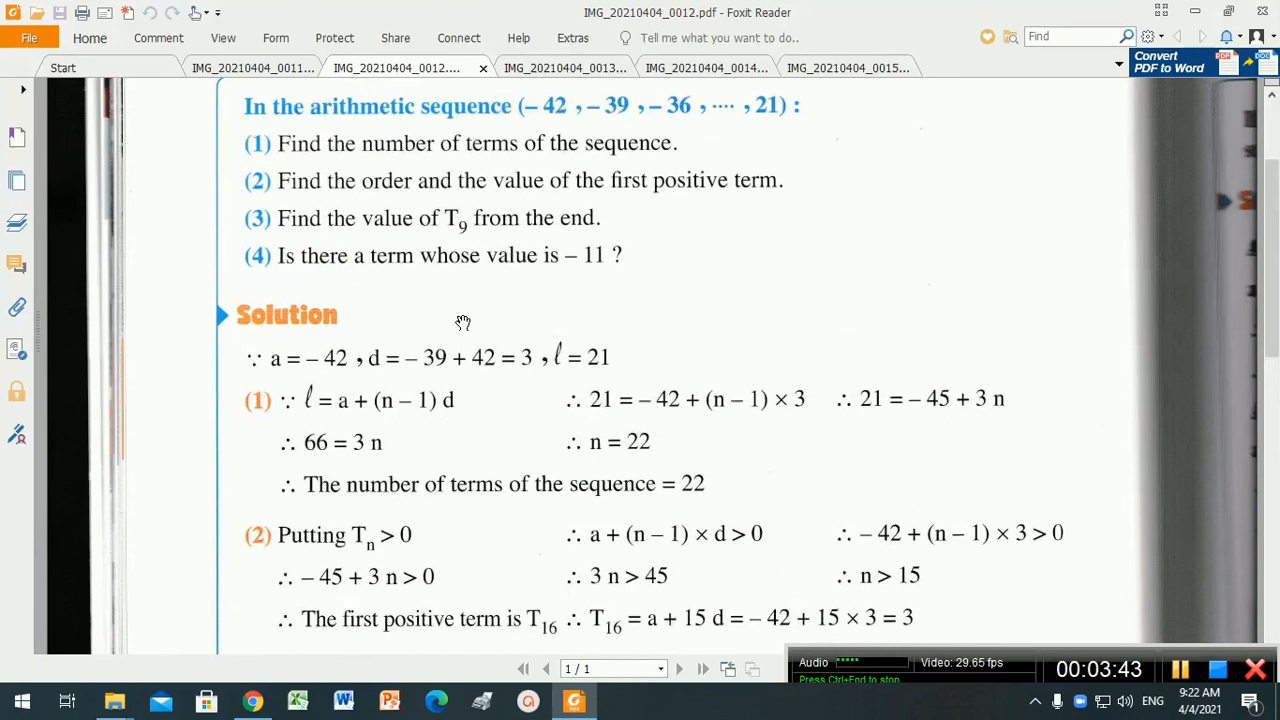 IMG_20210404_0012.pdf - Foxit Reader
File Home Comment View Form Protect Share Connect Help Extras Tell me what you want to do.. Find
Start IMG_20210404_0011... IMG_20210404_0012.... IMG_20210404_0013... IMG_20210404_0014... IMG_20210404_0015... Convert PDF to Word
In the arithmetic sequence (– 42 , – 39 , – 36 , ···· , 21) :
(1) Find the number of terms of the sequence.
(2) Find the order and the value of the first positive term.
(3) Find the value of T₉ from the end.
(4) Is there a term whose value is – 11 ?
Solution
∵ a = – 42 , d = – 39 + 42 = 3 , ℓ = 21
(1) ∵ ℓ = a + (n – 1) d ∴ 21 = – 42 + (n – 1) × 3 ∴ 21 = – 45 + 3 n
∴ 66 = 3 n ∴ n = 22
∴ The number of terms of the sequence = 22
(2) Putting Tₙ > 0 ∴ a + (n – 1) × d > 0 ∴ – 42 + (n – 1) × 3 > 0
∴ – 45 + 3 n > 0 ∴ 3 n > 45 ∴ n > 15
∴ The first positive term is T₁₆ ∴ T₁₆ = a + 15 d = – 42 + 15 × 3 = 3
1 / 1
Audio Video: 29.65 fps 00:03:43
Press Ctrl+End to stop
ENG 9:22 AM
4/4/2021